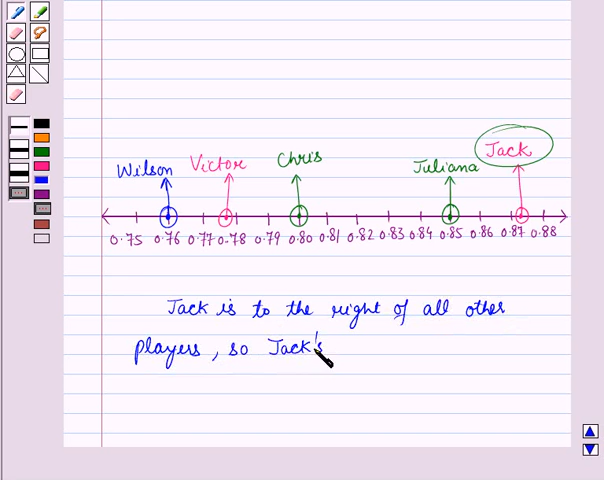 Wilson Victor Chris Juliana Jack
0.75 0.76 0.77 0.78 0.79 0.80 0.81 0.82 0.83 0.84 0.85 0.86 0.87 0.88
Jack is to the right of all other
players, so Jack's